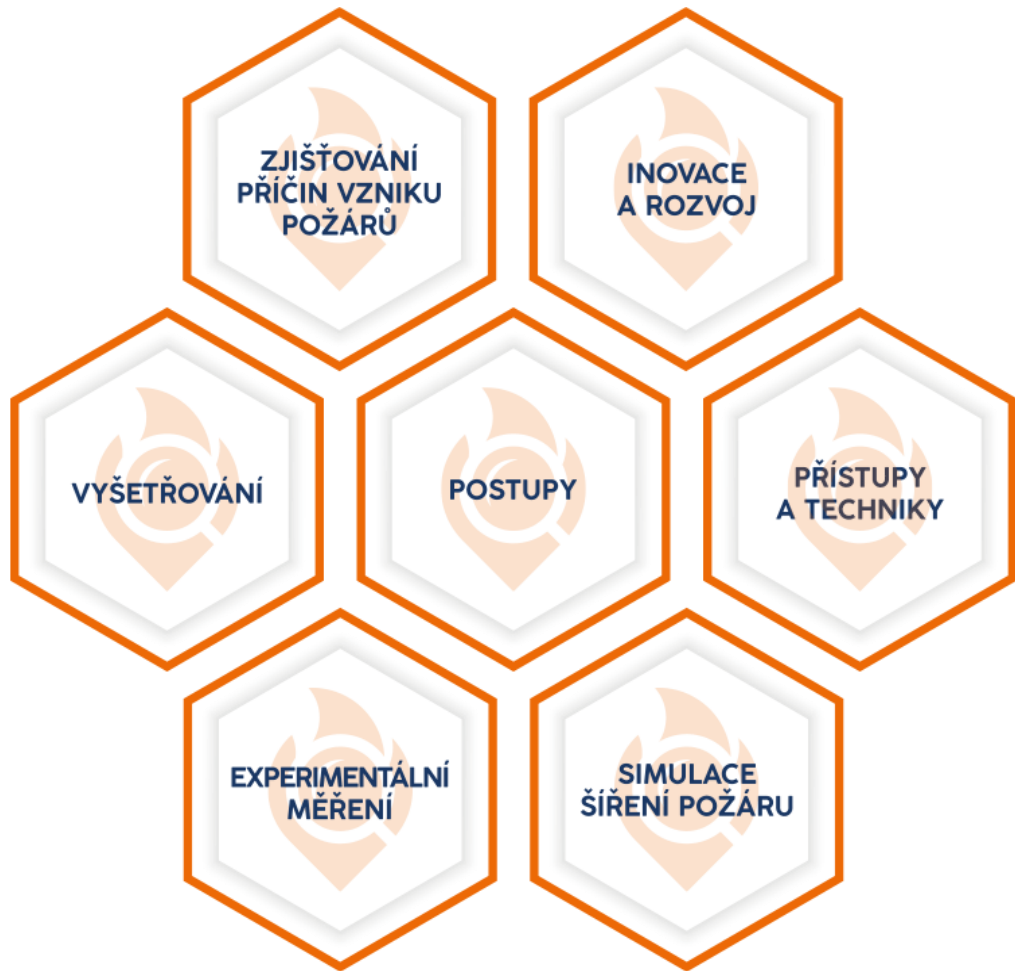 ZJIŠŤOVÁNÍ
PŘÍČIN VZNIKU
POŽÁRŮ
INOVACE
A ROZVOJ
VYŠETŘOVÁNÍ
POSTUPY
PŘÍSTUPY
A TECHNIKY
EXPERIMENTÁLNÍ
MĚŘENÍ
SIMULACE
ŠÍŘENÍ POŽÁRU